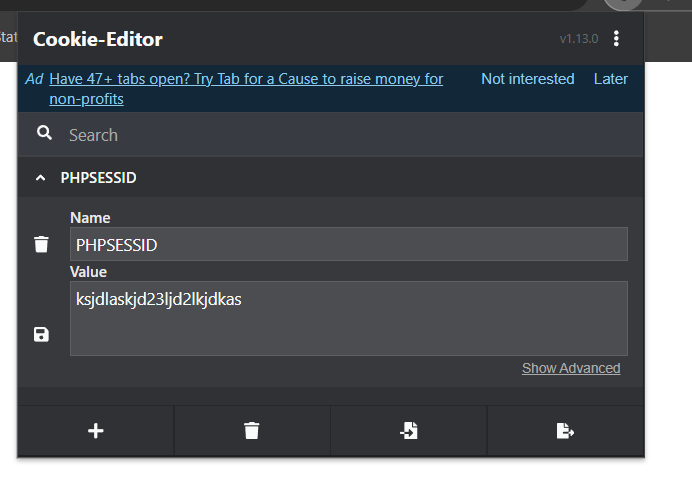 Stat
Cookie-Editor
v1.13.0
Ad Have 47+ tabs open? Try Tab for a Cause to raise money for
non-profits
Not interested
Later
Search
PHPSESSID
Name
PHPSESSID
Value
ksjdlaskjd23ljd2lkjdkas
Show Advanced